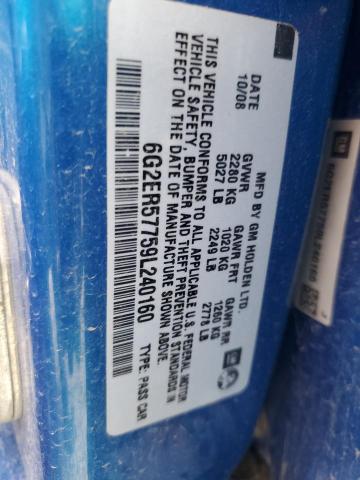 MFD BY GM HOLDEN LTD.
DATE GVWR GAWR FRT GAWR RR
10/08 2280 KG 1020 KG 1260 KG
5027 LB 2249 LB 2778 LB
THIS VEHICLE CONFORMS TO ALL APPLICABLE U.S. FEDERAL MOTOR
VEHICLE SAFETY, BUMPER AND THEFT PREVENTION STANDARDS IN
EFFECT ON THE DATE OF MANUFACTURE SHOWN ABOVE.
6G2ER57759L240160
TYPE: PASS CAR
GM